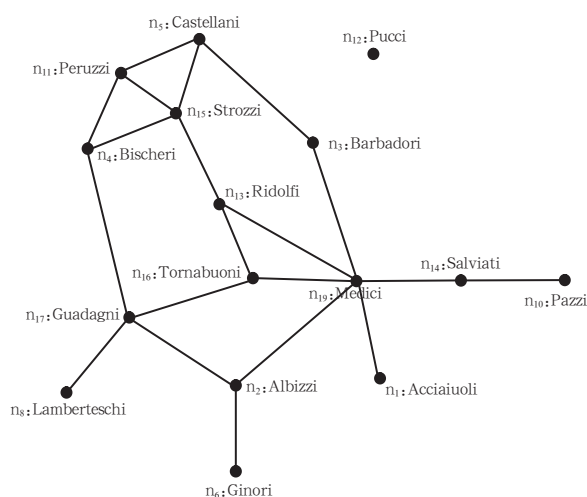 n₅:Castellani
n₁₂:Pucci
n₁₁:Peruzzi
n₁₅:Strozzi
n₃:Barbadori
n₄:Bischeri
n₁₃:Ridolfi
n₁₄:Salviati
n₁₆:Tornabuoni
n₁₉:Medici
n₁₀:Pazzi
n₁₇:Guadagni
n₂:Albizzi
n₁:Acciaiuoli
n₈:Lamberteschi
n₆:Ginori